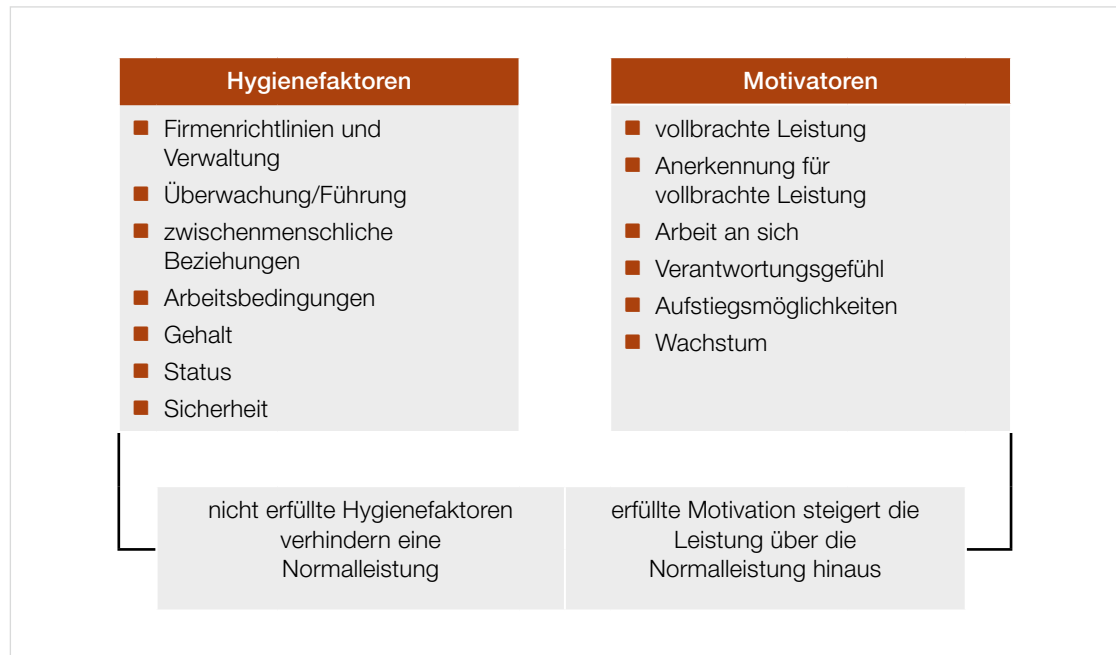 Hygienefaktoren
Firmenrichtlinien und
Verwaltung
Überwachung/Führung
zwischenmenschliche
Beziehungen
Arbeitsbedingungen
Gehalt
Status
Sicherheit
Motivatoren
vollbrachte Leistung
Anerkennung für
vollbrachte Leistung
Arbeit an sich
Verantwortungsgefühl
Aufstiegsmöglichkeiten
Wachstum
nicht erfüllte Hygienefaktoren
verhindern eine
Normalleistung
erfüllte Motivation steigert die
Leistung über die
Normalleistung hinaus